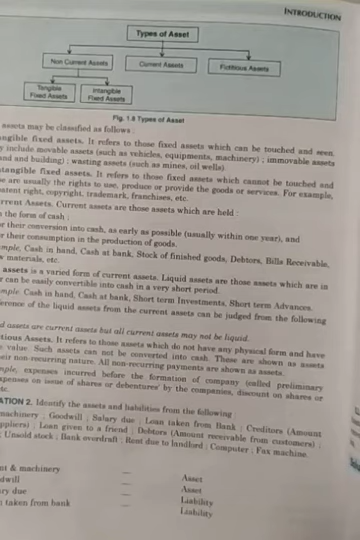 INTRODUCTION
Types of Asset
Non Current Assets
Current Assets
Fictitious Assets
Tangible Fixed Assets
Intangible Fixed Assets
Fig. 1.8 Types of Asset
assets may be classified as follows :
ngible fixed assets. It refers to those fixed assets which can be touched and seen.
y include movable assets (such as vehicles, equipments, machinery) ; immovable assets
and and building) ; wasting assets (such as mines, oil wells).
ntangible fixed assets. It refers to those fixed assets which cannot be touched and
e are usually the rights to use, produce or provide the goods or services. For example,
atent right, copyright, trademark, franchises, etc.
rrent Assets. Current assets are those assets which are held :
n the form of cash ;
or their conversion into cash, as early as possible (usually within one year), and
r their consumption in the production of goods.
mple, Cash in hand, Cash at bank, Stock of finished goods, Debtors, Bills Receivable,
w materials, etc.
assets is a varied form of current assets. Liquid assets are those assets which are in
r can be easily convertible into cash in a very short period.
mple. Cash in hand, Cash at Bank, Short term Investments, Short term Advances.
ference of the liquid assets from the current assets can be judged from the following
d assets are current assets but all current assets may not be liquid.
tious Assets. It refers to those assets which do not have any physical form and have
e value. Such assets can not be converted into cash. These are shown as assets
eir non-recurring nature. All non-recurring payments are shown as assets.
mple, expenses incurred before the formation of company (called preliminary
xpenses on issue of shares or debentures' by the companies, discount on shares or
tc.
ATION 2. Identify the assets and liabilities from the following
machinery ; Goodwill ; Salary due ; Loan taken from Bank ; Creditors (Amount
ppliers) ; Loan given to a friend ; Debtors (Amount receivable from customers) ;
; Unsold stock ; Bank overdraft ; Rent due to landlord ; Computer ; Fax machine.
nt & machinery — Asset
dwill — Asset
ry due — Liability
n taken from bank — Liability